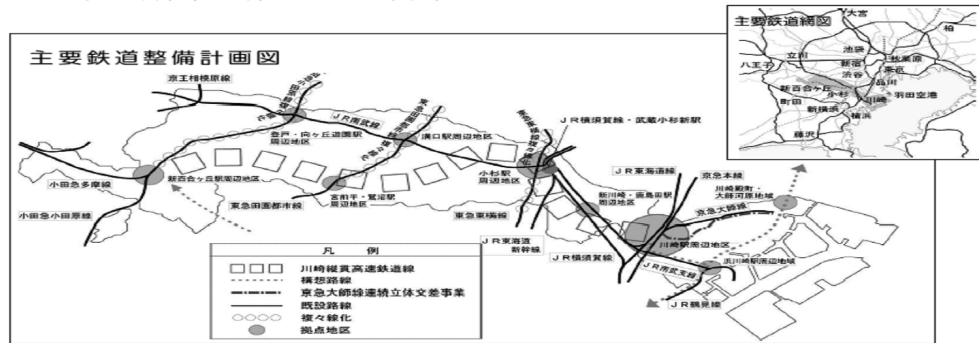 主要鉄道整備計画図
京王相模原線
JR南武線
登戸・向ヶ丘遊園駅
周辺地区
溝口駅周辺地区
JR横須賀線・武蔵小杉新駅
小杉駅
周辺地区
JR東海道線
京急本線
新百合ヶ丘駅周辺地区
小田急多摩線
小田急小田原線
宮前平・鷺沼駅
周辺地区
東急田園都市線
東急東横線
新川崎・鹿島田駅
周辺地区
川崎殿町・
大師河原地域
京急大師線
川崎駅周辺地区
浜川崎駅周辺地域
JR東海道
新幹線
JR横須賀線
JR南武支線
JR鶴見線
凡 例
川崎縦貫高速鉄道線
構想路線
京急大師線連続立体交差事業
既設路線
複々線化
拠点地区
主要鉄道網図
大宮
柏
池袋
秋葉原
立川
新宿
八王子
渋谷
東京
品川
新百合ヶ丘
小杉
川崎
羽田空港
町田
新横浜
横浜
藤沢